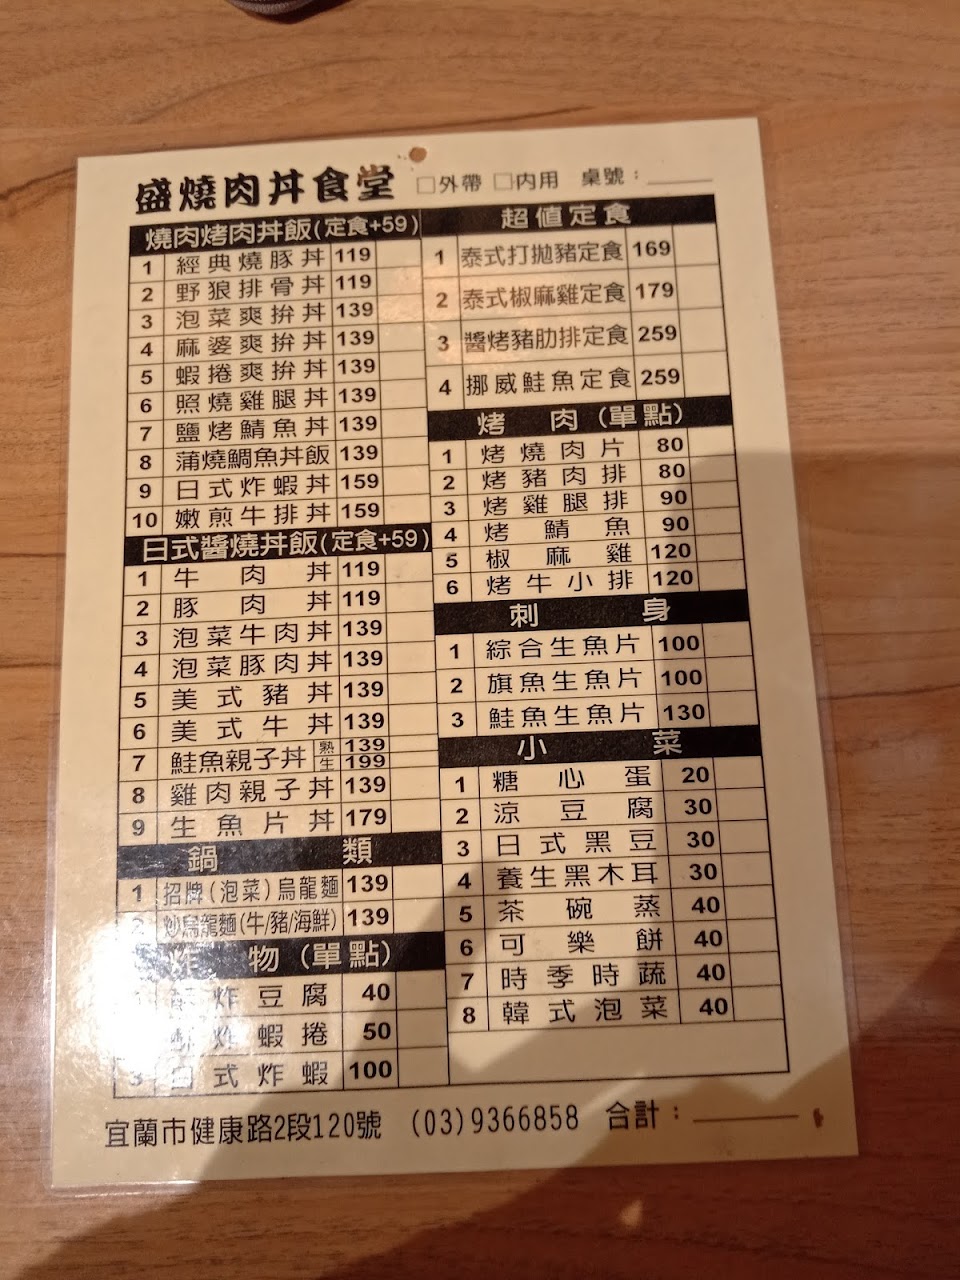 盛燒肉丼食堂 □外帶 □內用 桌號：
燒肉烤肉丼飯(定食+59)
1 經典燒豚丼 119
2 野狼排骨丼 119
3 泡菜爽拚丼 139
4 麻婆爽拚丼 139
5 蝦捲爽拚丼 139
6 照燒雞腿丼 139
7 鹽烤鯖魚丼 139
8 蒲燒鯛魚丼飯 139
9 日式炸蝦丼 159
10 嫩煎牛排丼 159
日式醬燒丼飯(定食+59)
1 牛肉丼 119
2 豚肉丼 119
3 泡菜牛肉丼 139
4 泡菜豚肉丼 139
5 美式豬丼 139
6 美式牛丼 139
7 鮭魚親子丼 熟 139
生 199
8 雞肉親子丼 139
9 生魚片丼 179
鍋類
1 招牌(泡菜)烏龍麵 139
2 炒烏龍麵(牛/豬/海鮮) 139
炸物(單點)
炸豆腐 40
炸蝦捲 50
3 日式炸蝦 100
超值定食
1 泰式打拋豬定食 169
2 泰式椒麻雞定食 179
3 醬烤豬肋排定食 259
4 挪威鮭魚定食 259
烤肉(單點)
1 烤燒肉片 80
2 烤豬肉排 80
3 烤雞腿排 90
4 烤鯖魚 90
5 椒麻雞 120
6 烤牛小排 120
刺身
1 綜合生魚片 100
2 旗魚生魚片 100
3 鮭魚生魚片 130
小菜
1 糖心蛋 20
2 涼豆腐 30
3 日式黑豆 30
4 養生黑木耳 30
5 茶碗蒸 40
6 可樂餅 40
7 時季時蔬 40
8 韓式泡菜 40
宜蘭市健康路2段120號 (03)9366858 合計：